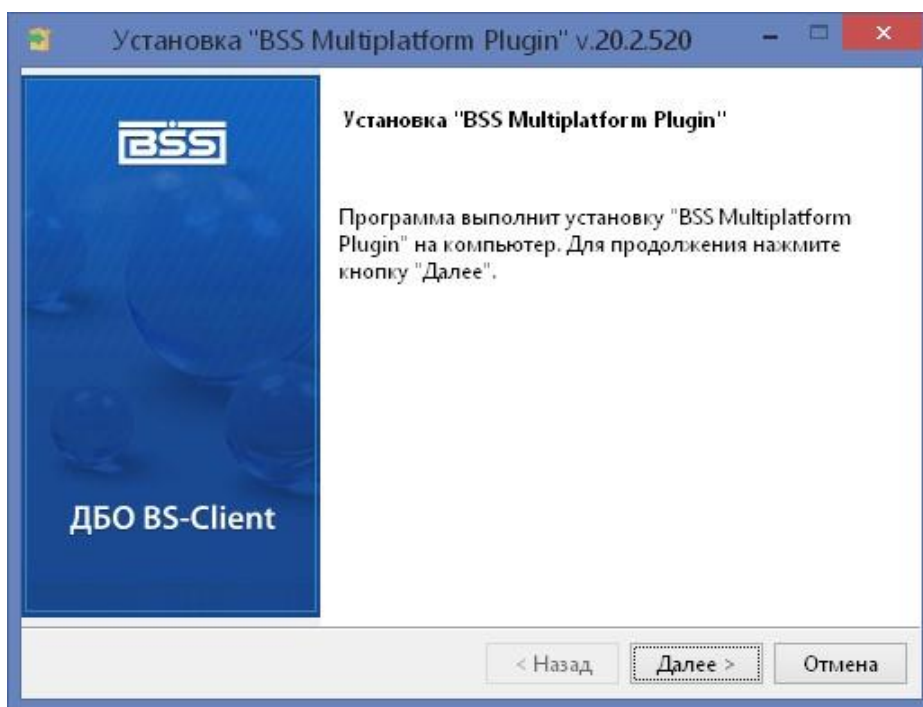 Установка "BSS Multiplatform Plugin" v.20.2.520
BSS
Установка "BSS Multiplatform Plugin"
Программа выполнит установку "BSS Multiplatform
Plugin" на компьютер. Для продолжения нажмите
кнопку "Далее".
ДБО BS-Client
< Назад
Далее >
Отмена